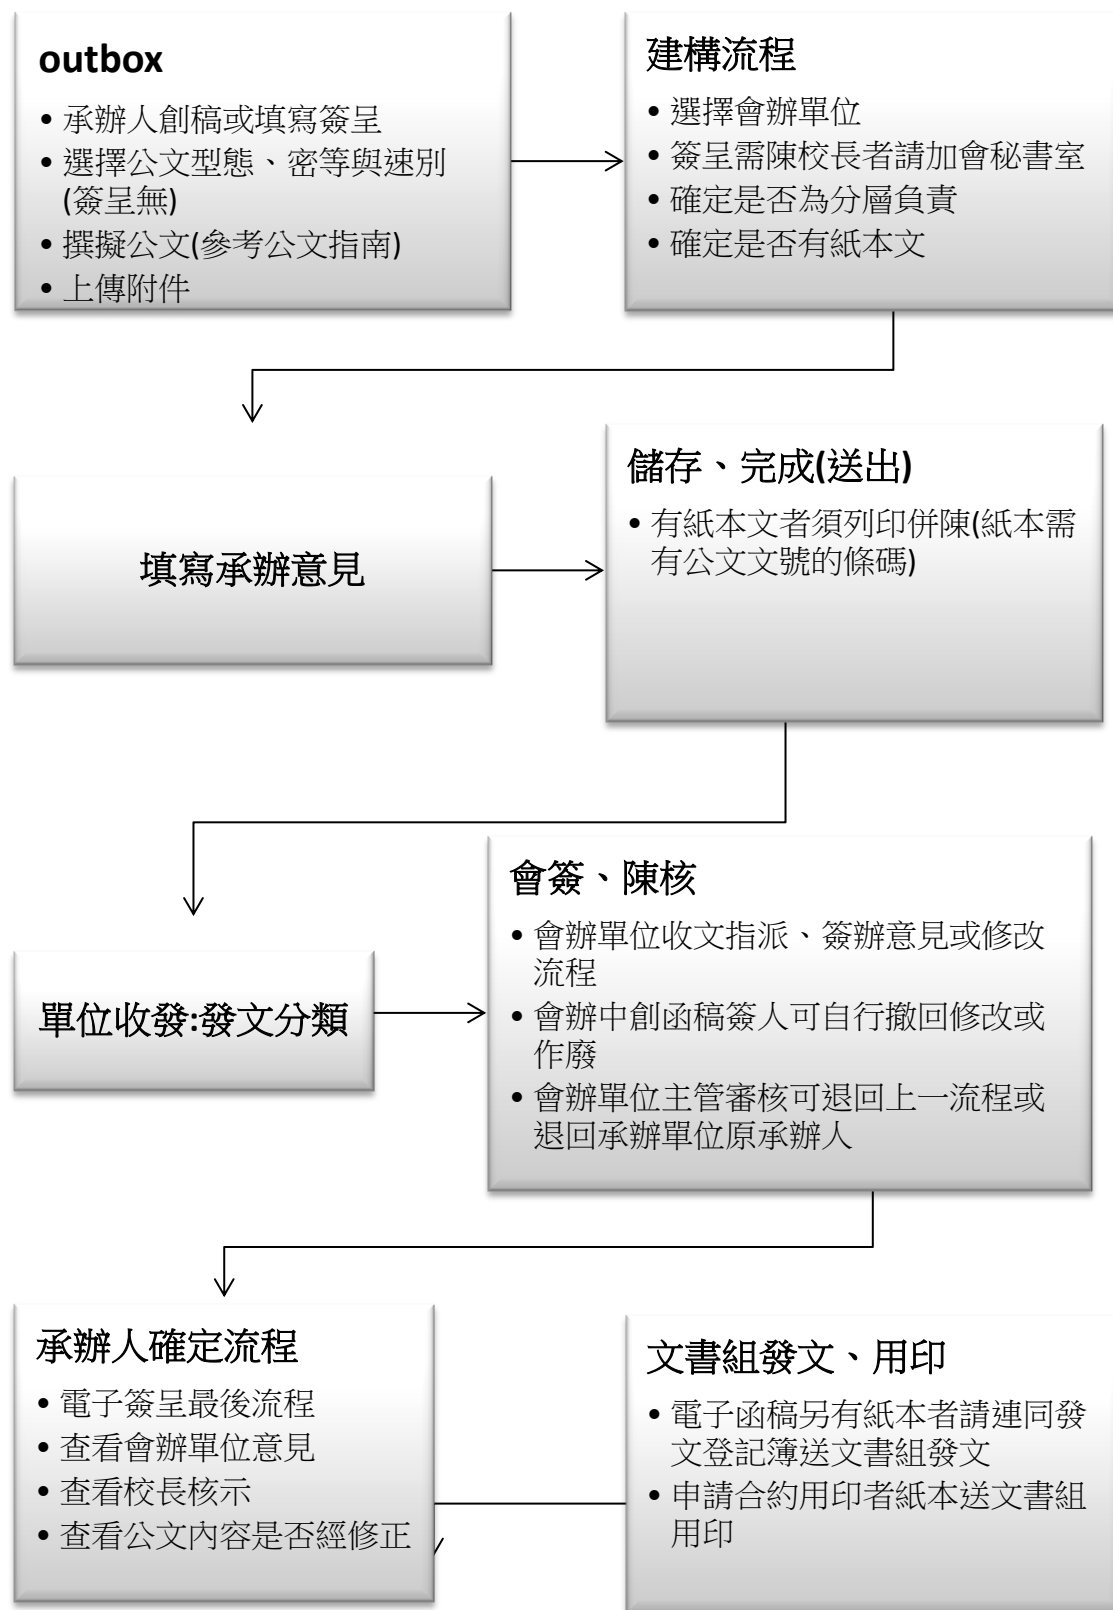 outbox
• 承辦人創稿或填寫簽呈
• 選擇公文型態、密等與速別
(簽呈無)
• 撰擬公文(參考公文指南)
• 上傳附件
建構流程
• 選擇會辦單位
• 簽呈需陳校長者請加會秘書室
• 確定是否為分層負責
• 確定是否有紙本文
填寫承辦意見
儲存、完成(送出)
• 有紙本文者須列印併陳(紙本需
有公文文號的條碼)
單位收發:發文分類
會簽、陳核
• 會辦單位收文指派、簽辦意見或修改
流程
• 會辦中創函稿簽人可自行撤回修改或
作廢
• 會辦單位主管審核可退回上一流程或
退回承辦單位原承辦人
承辦人確定流程
• 電子簽呈最後流程
• 查看會辦單位意見
• 查看校長核示
• 查看公文內容是否經修正
文書組發文、用印
• 電子函稿另有紙本者請連同發
文登記簿送文書組發文
• 申請合約用印者紙本送文書組
用印